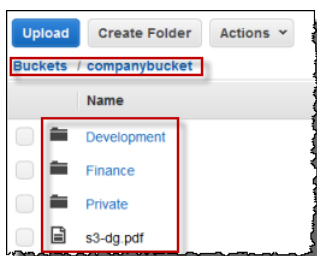 Upload Create Folder Actions
Buckets / companybucket
Name
Development
Finance
Private
s3-dg.pdf